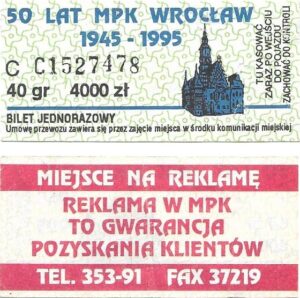 50 LAT MPK WROCŁAW
1945 - 1995
C C1527478
40 gr 4000 zł
BILET JEDNORAZOWY
Umowę przewozu zawiera się przez zajęcie miejsca w środku komunikacji miejskiej
TU KASOWAĆ
ZARAZ PO WEJŚCIU
DO POJAZDU
ZACHOWAĆ DO KONTROLI
MIEJSCE NA REKLAMĘ
REKLAMA W MPK
TO GWARANCJA
POZYSKANIA KLIENTÓW
TEL. 353-91 FAX 37219